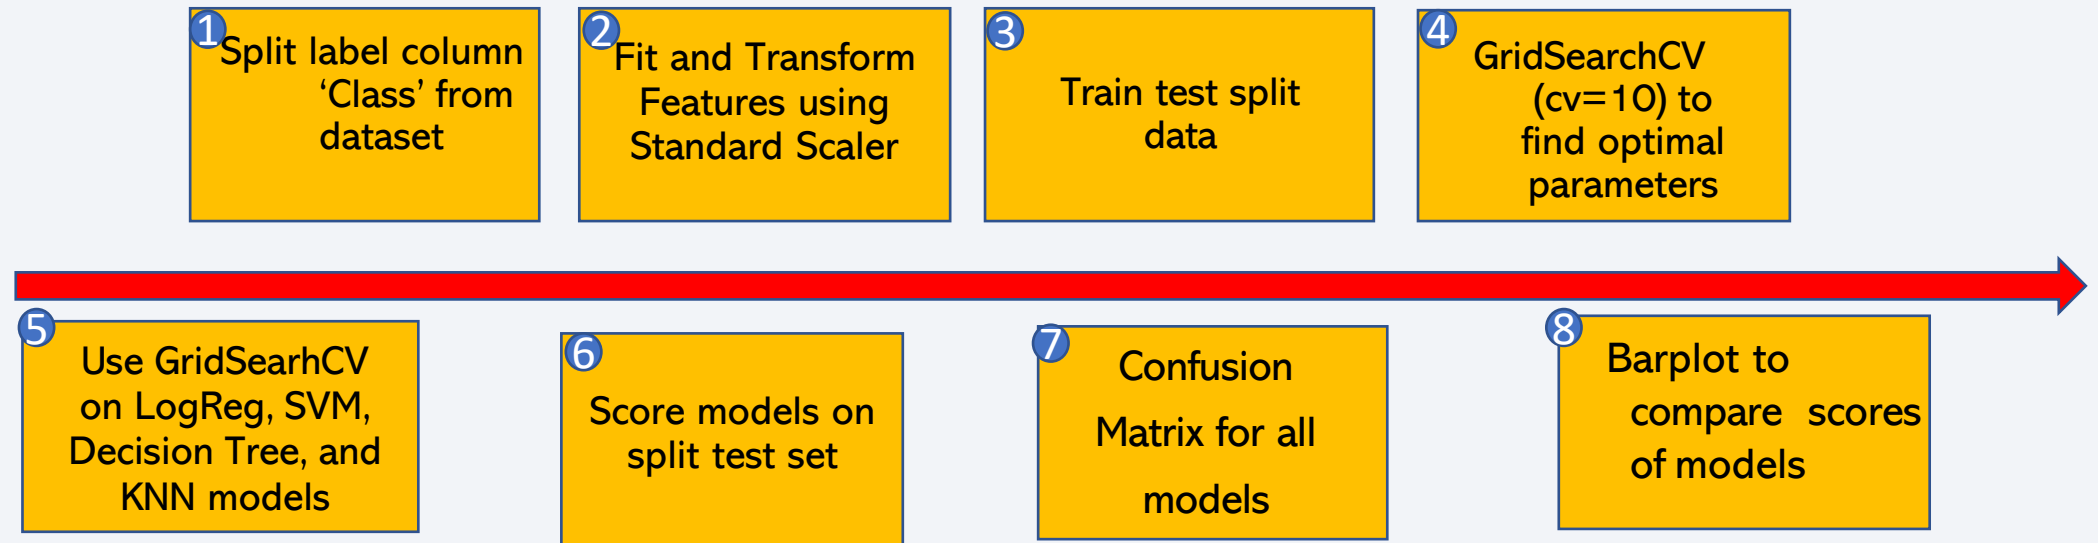 1
Split label column
‘Class’ from
dataset
2
Fit and Transform
Features using
Standard Scaler
3
Train test split
data
4
GridSearchCV
(cv=10) to
find optimal
parameters
5
Use GridSearhCV
on LogReg, SVM,
Decision Tree, and
KNN models
6
Score models on
split test set
7
Confusion
Matrix for all
models
8
Barplot to
compare scores
of models